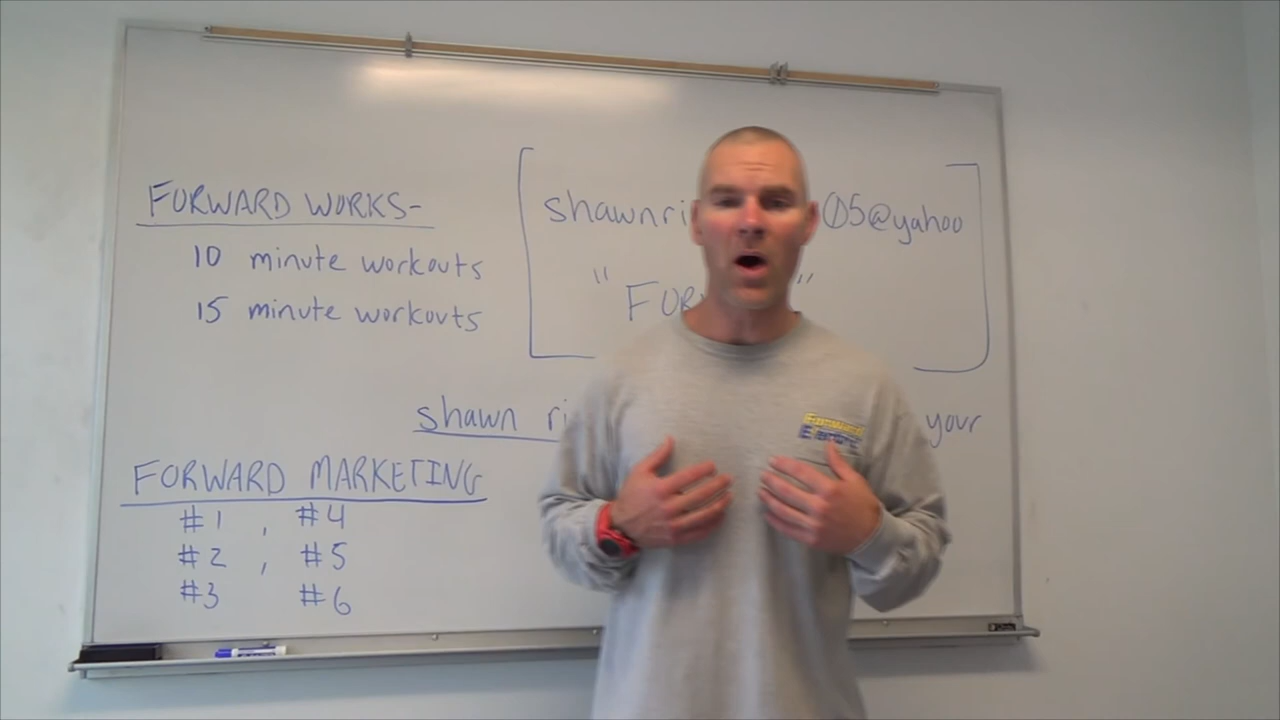 FORWARD WORKS-
10 minute workouts
15 minute workouts
shawnri 05@yahoo
" FOR "
shawn ri your
FORWARD MARKETING
#1 , #4
#2 , #5
#3 #6